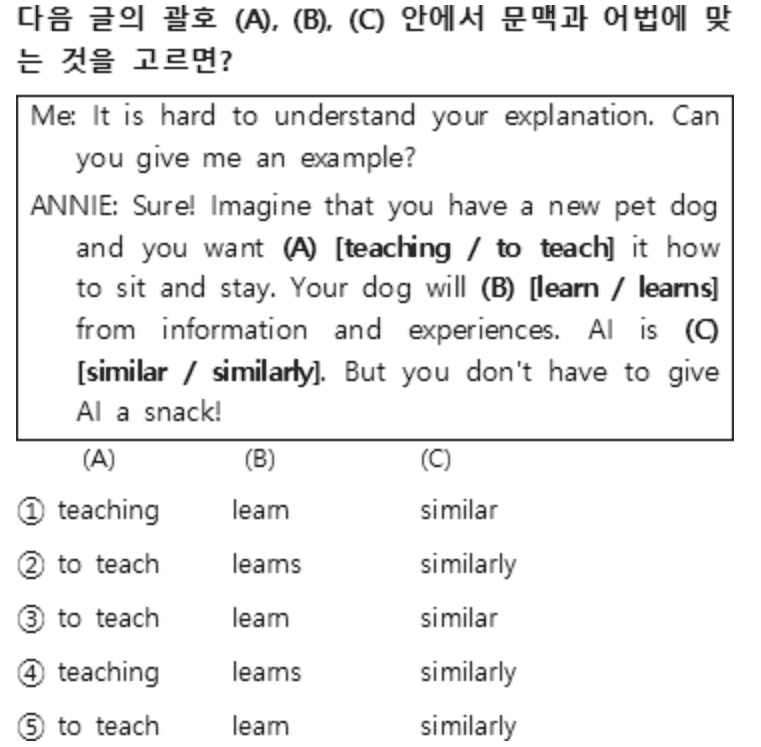 다음 글의 괄호 (A), (B), (C) 안에서 문맥과 어법에 맞
는 것을 고르면?
Me: It is hard to understand your explanation. Can
you give me an example?
ANNIE: Sure! Imagine that you have a new pet dog
and you want (A) [teaching / to teach] it how
to sit and stay. Your dog will (B) [learn / learns]
from information and experiences. AI is (C)
[similar / similarly]. But you don't have to give
AI a snack!
(A) (B) (C)
① teaching learn similar
② to teach learns similarly
③ to teach learn similar
④ teaching learns similarly
⑤ to teach learn similarly